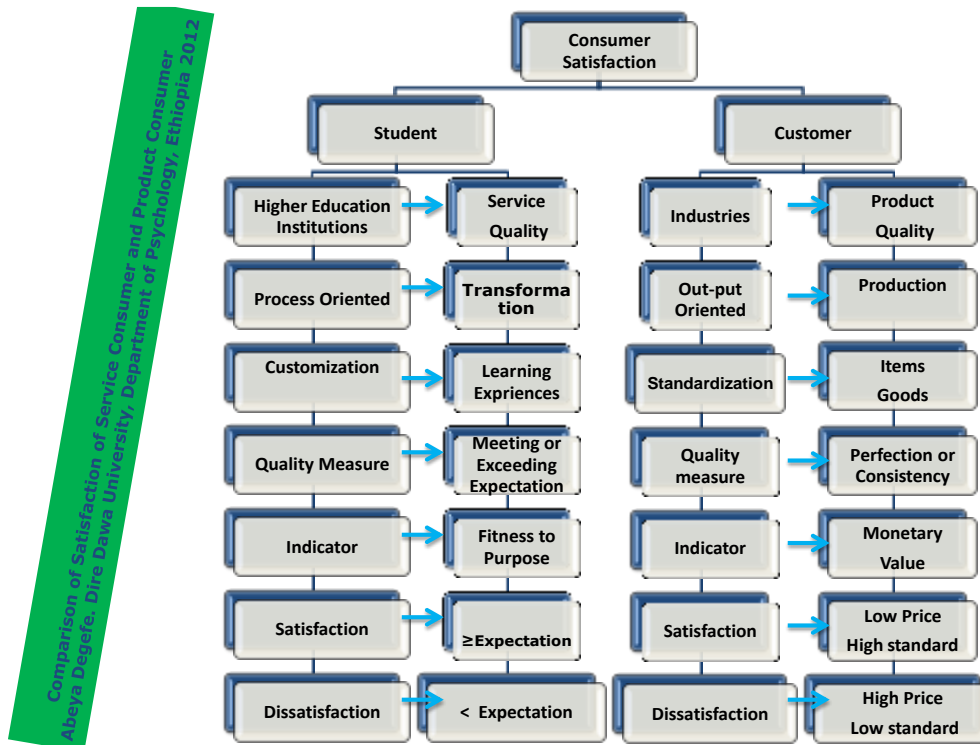 Comparison of Satisfaction of Service Consumer and Product Consumer
Abeya Degefe. Dire Dawa University, Department of Psychology, Ethiopia 2012
Consumer
Satisfaction
Student
Customer
Higher Education
Institutions
Service
Quality
Industries
Product
Quality
Process Oriented
Transforma
tion
Out-put
Oriented
Production
Customization
Learning
Expriences
Standardization
Items
Goods
Quality Measure
Meeting or
Exceeding
Expectation
Quality
measure
Perfection or
Consistency
Indicator
Fitness to
Purpose
Indicator
Monetary
Value
Satisfaction
≥Expectation
Satisfaction
Low Price
High standard
Dissatisfaction
< Expectation
Dissatisfaction
High Price
Low standard